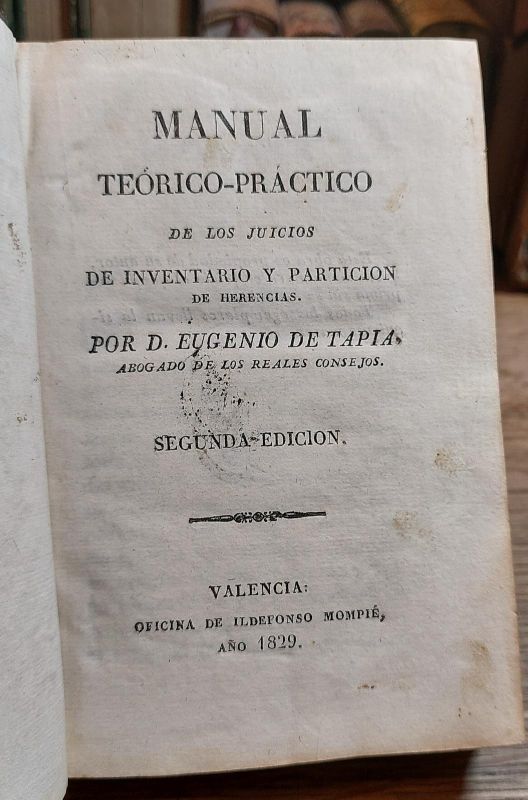 MANUAL
TEÓRICO-PRÁCTICO
DE LOS JUICIOS
DE INVENTARIO Y PARTICION
DE HERENCIAS.
POR D. EUGENIO DE TAPIA,
ABOGADO DE LOS REALES CONSEJOS.
SEGUNDA EDICION.
VALENCIA:
OFICINA DE ILDEFONSO MOMPIÉ,
AÑO 1829.